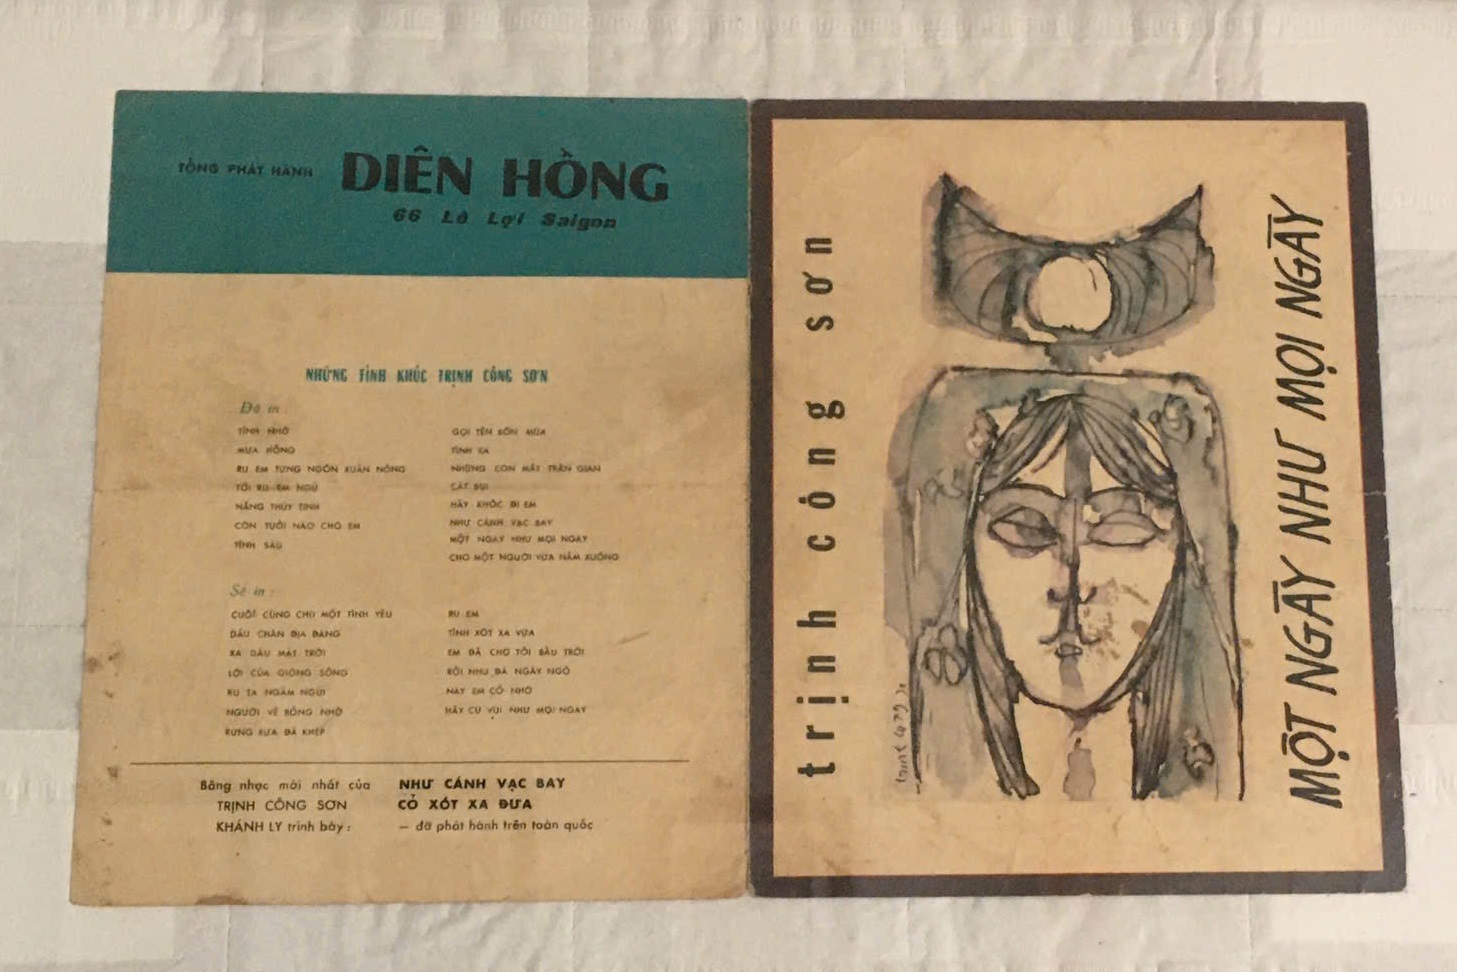 TỔNG PHÁT HÀNH DIÊN HỒNG
66 Lê Lợi Saigon
NHỮNG TÌNH KHÚC TRỊNH CÔNG SƠN
Đã in :
TÌNH NHỚ
MƯA HỒNG
RU EM TỪNG NGÓN XUÂN NỒNG
TÔI RU EM NGỦ
NẮNG THỦY TINH
CÒN TUỔI NÀO CHO EM
TÌNH SẦU
GỌI TÊN BỐN MÙA
TÌNH XA
NHỮNG CON MẮT TRẦN GIAN
CÁT BỤI
HÃY KHÓC ĐI EM
NHƯ CÁNH VẠC BAY
MỘT NGÀY NHƯ MỌI NGÀY
CHO MỘT NGƯỜI VỪA NẰM XUỐNG
Sẽ in :
CUỐI CÙNG CHO MỘT TÌNH YÊU
DẤU CHÂN ĐỊA ĐÀNG
XA DẤU MẶT TRỜI
LỜI CỦA GIÒNG SÔNG
RU TA NGẬM NGÙI
NGƯỜI VỀ BỖNG NHỚ
RỪNG XƯA ĐÃ KHÉP
RU EM
TÌNH XÓT XA VỪA
EM ĐÃ CHO TÔI BẦU TRỜI
RỒI NHƯ ĐÁ NGÂY NGÔ
NÀY EM CÓ NHỚ
HÃY CỨ VUI NHƯ MỌI NGÀY
Băng nhạc mới nhất của NHƯ CÁNH VẠC BAY
TRỊNH CÔNG SƠN CỎ XÓT XA ĐƯA
KHÁNH LY trình bày : — đã phát hành trên toàn quốc
trịnh công sơn
MỘT NGÀY NHƯ MỌI NGÀY